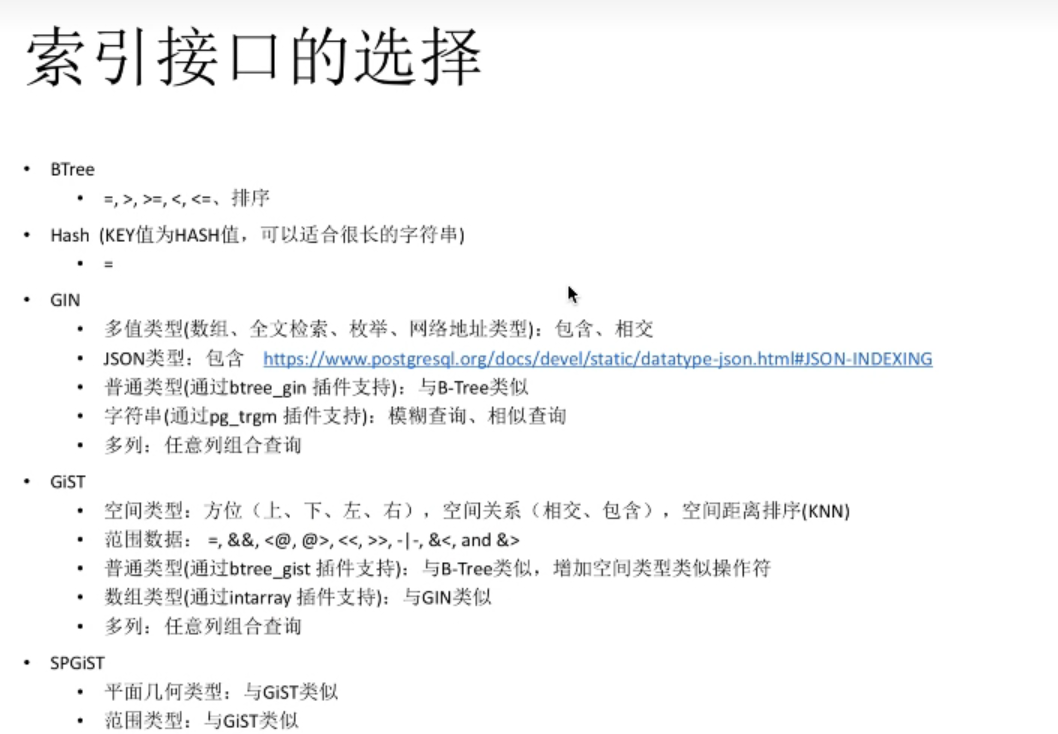 索引接口的选择
• BTree
• =, >, >=, <, <=、排序
• Hash (KEY值为HASH值，可以适合很长的字符串)
• =
• GIN
• 多值类型(数组、全文检索、枚举、网络地址类型)：包含、相交
• JSON类型：包含 https://www.postgresql.org/docs/devel/static/datatype-json.html#JSON-INDEXING
• 普通类型(通过btree_gin 插件支持)：与B-Tree类似
• 字符串(通过pg_trgm 插件支持)：模糊查询、相似查询
• 多列：任意列组合查询
• GiST
• 空间类型：方位（上、下、左、右），空间关系（相交、包含），空间距离排序(KNN)
• 范围数据： =, &&, <@, @>, <<, >>, -|-, &<, and &>
• 普通类型(通过btree_gist 插件支持)：与B-Tree类似，增加空间类型类似操作符
• 数组类型(通过intarray 插件支持)：与GIN类似
• 多列：任意列组合查询
• SPGiST
• 平面几何类型：与GiST类似
• 范围类型：与GiST类似